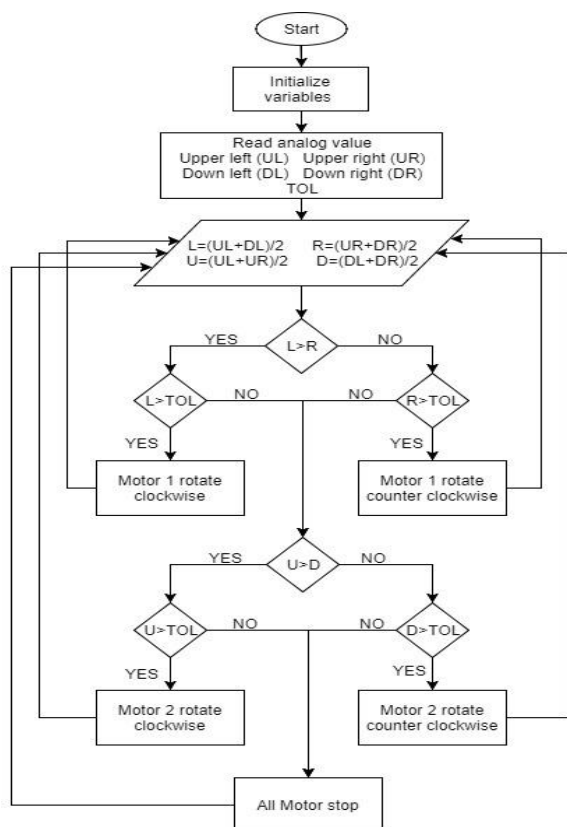 Start
Initialize
variables
Read analog value
Upper left (UL) Upper right (UR)
Down left (DL) Down right (DR)
TOL
L=(UL+DL)/2 R=(UR+DR)/2
U=(UL+UR)/2 D=(DL+DR)/2
YES L>R NO
L>TOL NO NO R>TOL
YES YES
Motor 1 rotate
clockwise
Motor 1 rotate
counter clockwise
YES U>D NO
U>TOL NO NO D>TOL
YES YES
Motor 2 rotate
clockwise
Motor 2 rotate
counter clockwise
All Motor stop